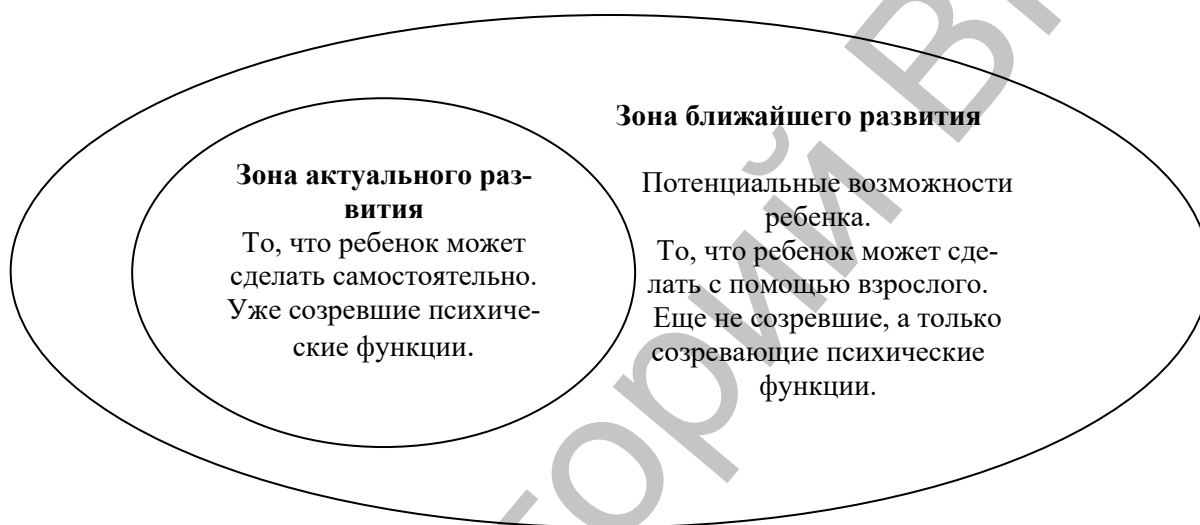 Зона актуального раз-
вития
То, что ребенок может
сделать самостоятельно.
Уже созревшие психиче-
ские функции.
Зона ближайшего развития
Потенциальные возможности
ребенка.
То, что ребенок может сде-
лать с помощью взрослого.
Еще не созревшие, а только
созревающие психические
функции.